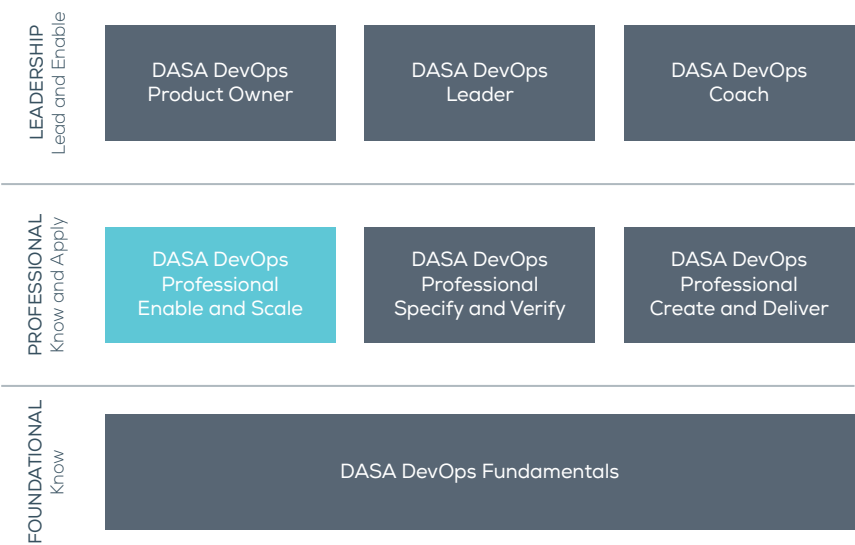 LEADERSHIP
Lead and Enable
DASA DevOps
Product Owner
DASA DevOps
Leader
DASA DevOps
Coach
PROFESSIONAL
Know and Apply
DASA DevOps
Professional
Enable and Scale
DASA DevOps
Professional
Specify and Verify
DASA DevOps
Professional
Create and Deliver
FOUNDATIONAL
Know
DASA DevOps Fundamentals